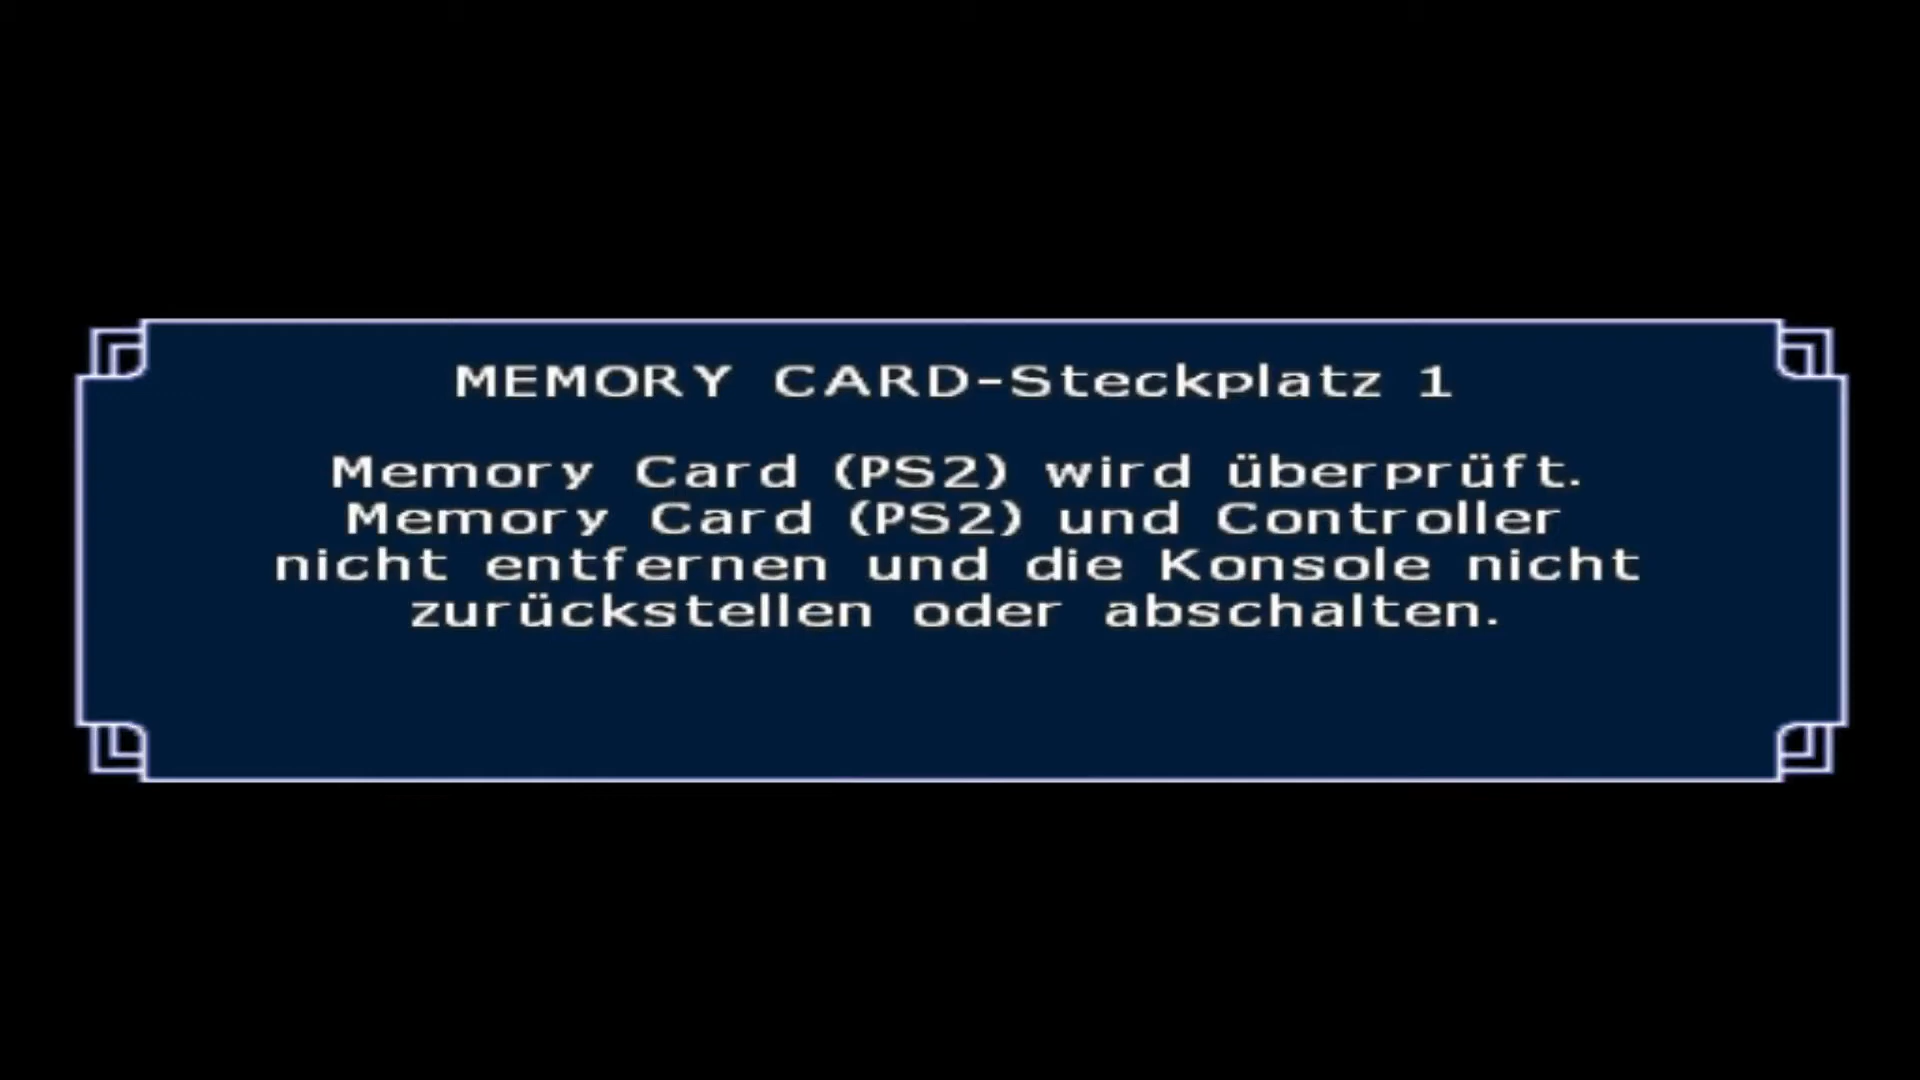 MEMORY CARD-Steckplatz 1
Memory Card (PS2) wird überprüft.
Memory Card (PS2) und Controller
nicht entfernen und die Konsole nicht
zurückstellen oder abschalten.